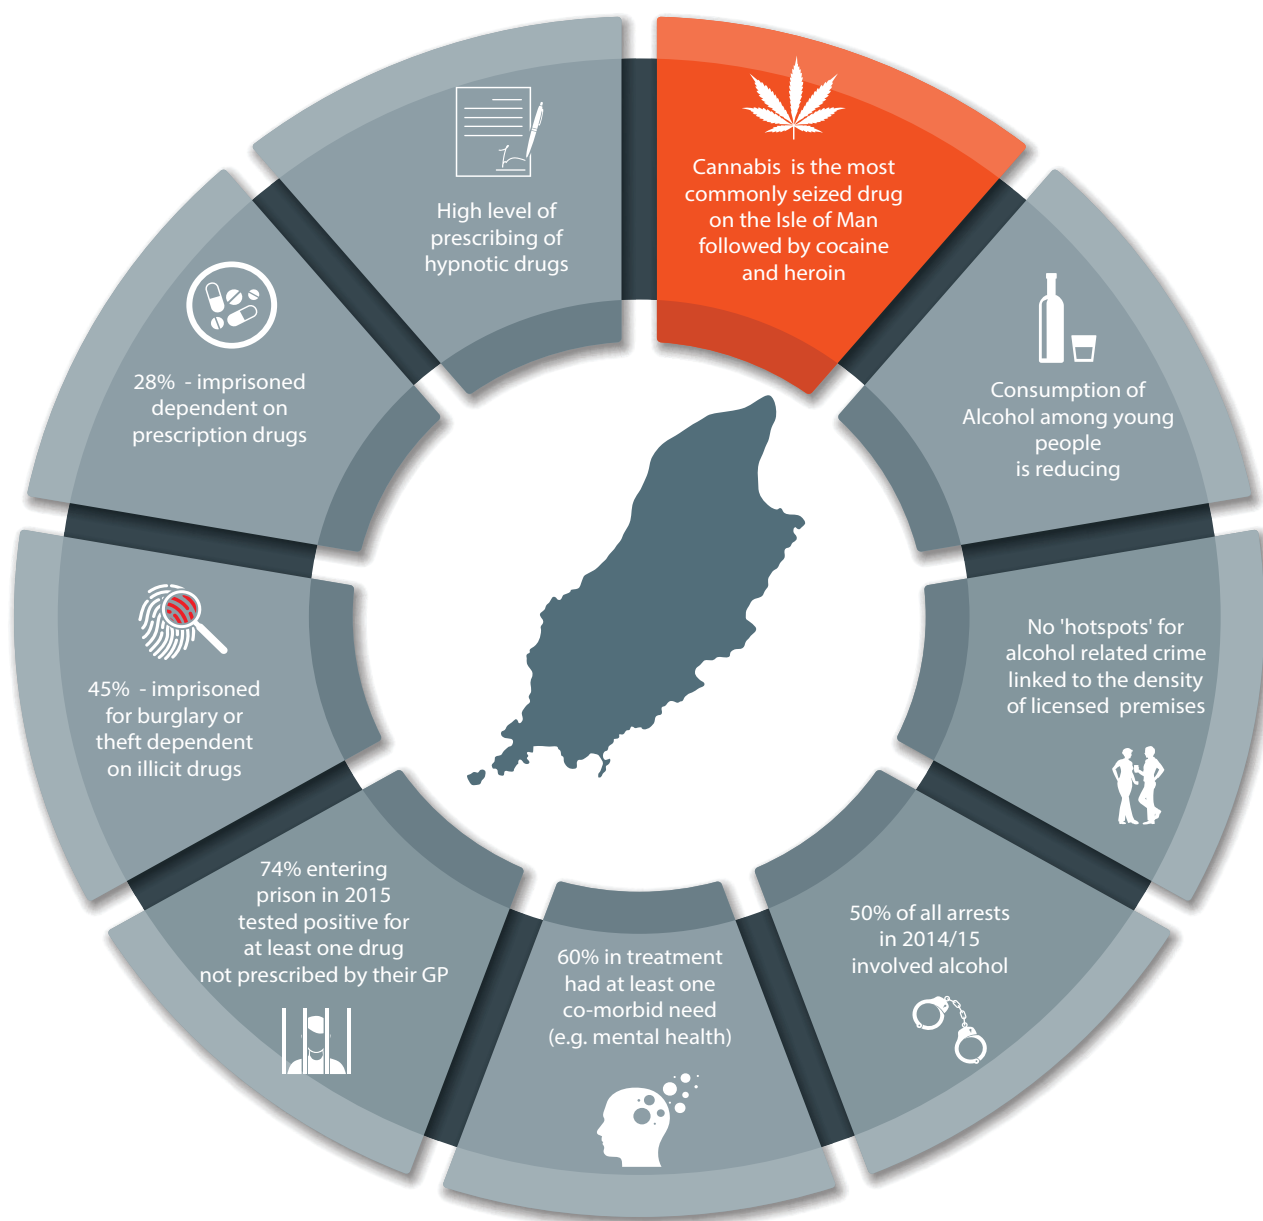 Cannabis is the most
commonly seized drug
on the Isle of Man
followed by cocaine
and heroin
Consumption of
Alcohol among young
people
is reducing
No 'hotspots' for
alcohol related crime
linked to the density
of licensed premises
50% of all arrests
in 2014/15
involved alcohol
60% in treatment
had at least one
co-morbid need
(e.g. mental health)
74% entering
prison in 2015
tested positive for
at least one drug
not prescribed by their GP
45% - imprisoned
for burglary or
theft dependent
on illicit drugs
28% - imprisoned
dependent on
prescription drugs
High level of
prescribing of
hypnotic drugs